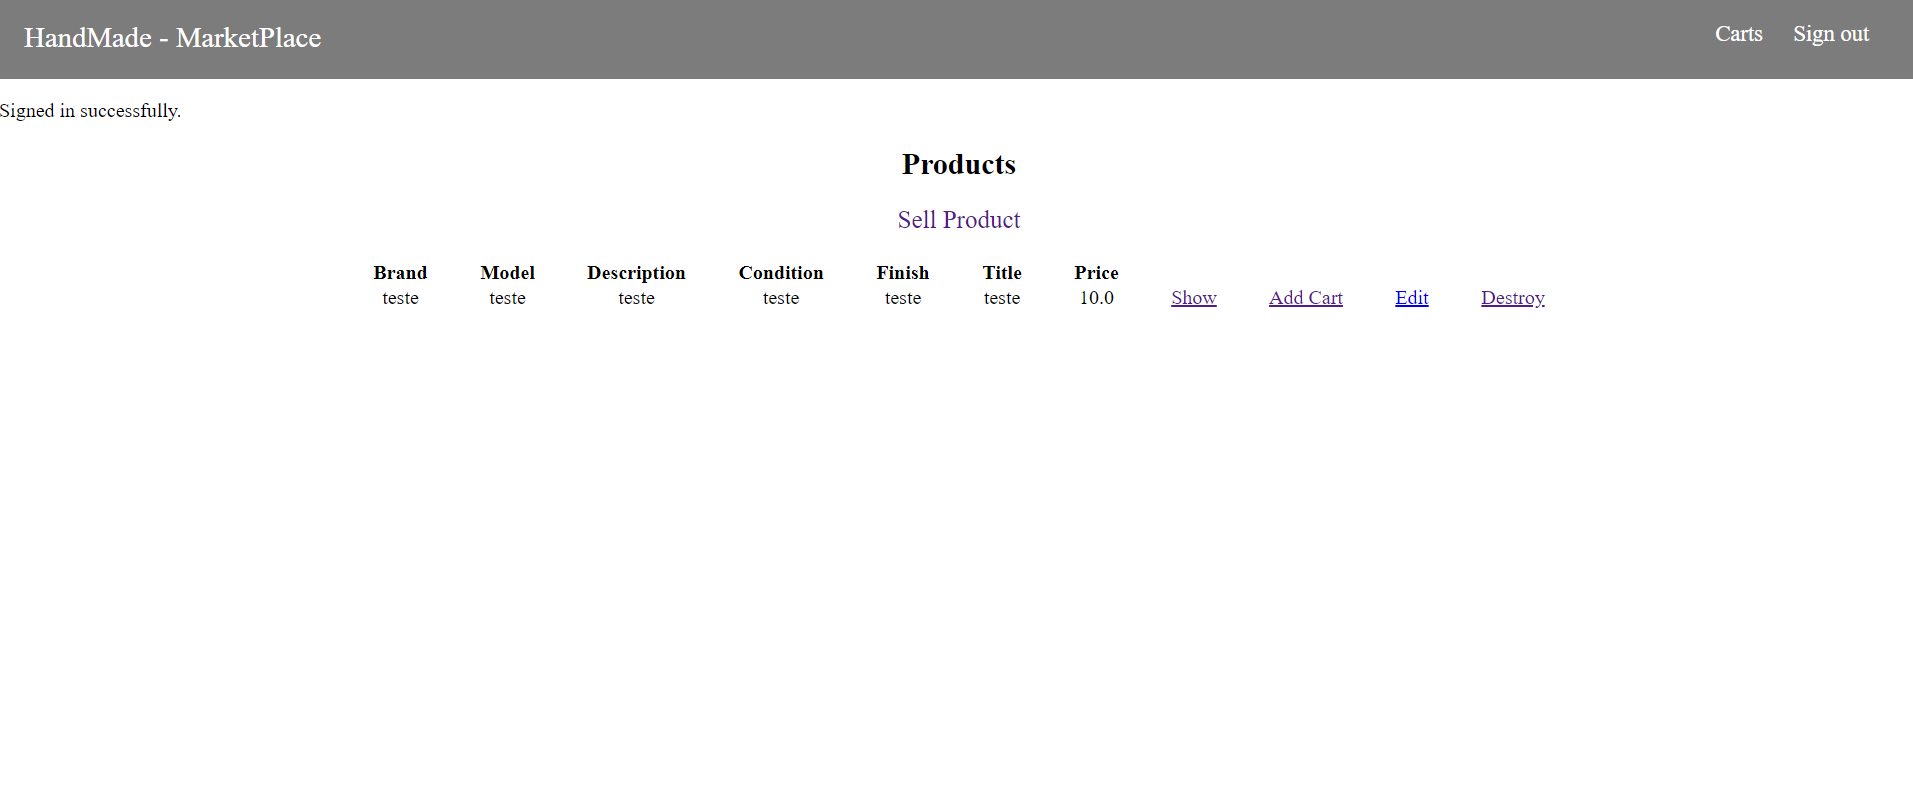 HandMade - MarketPlace Carts Sign out
Signed in successfully.
Products
Sell Product
Brand Model Description Condition Finish Title Price
teste teste teste teste teste teste 10.0 Show Add Cart Edit Destroy